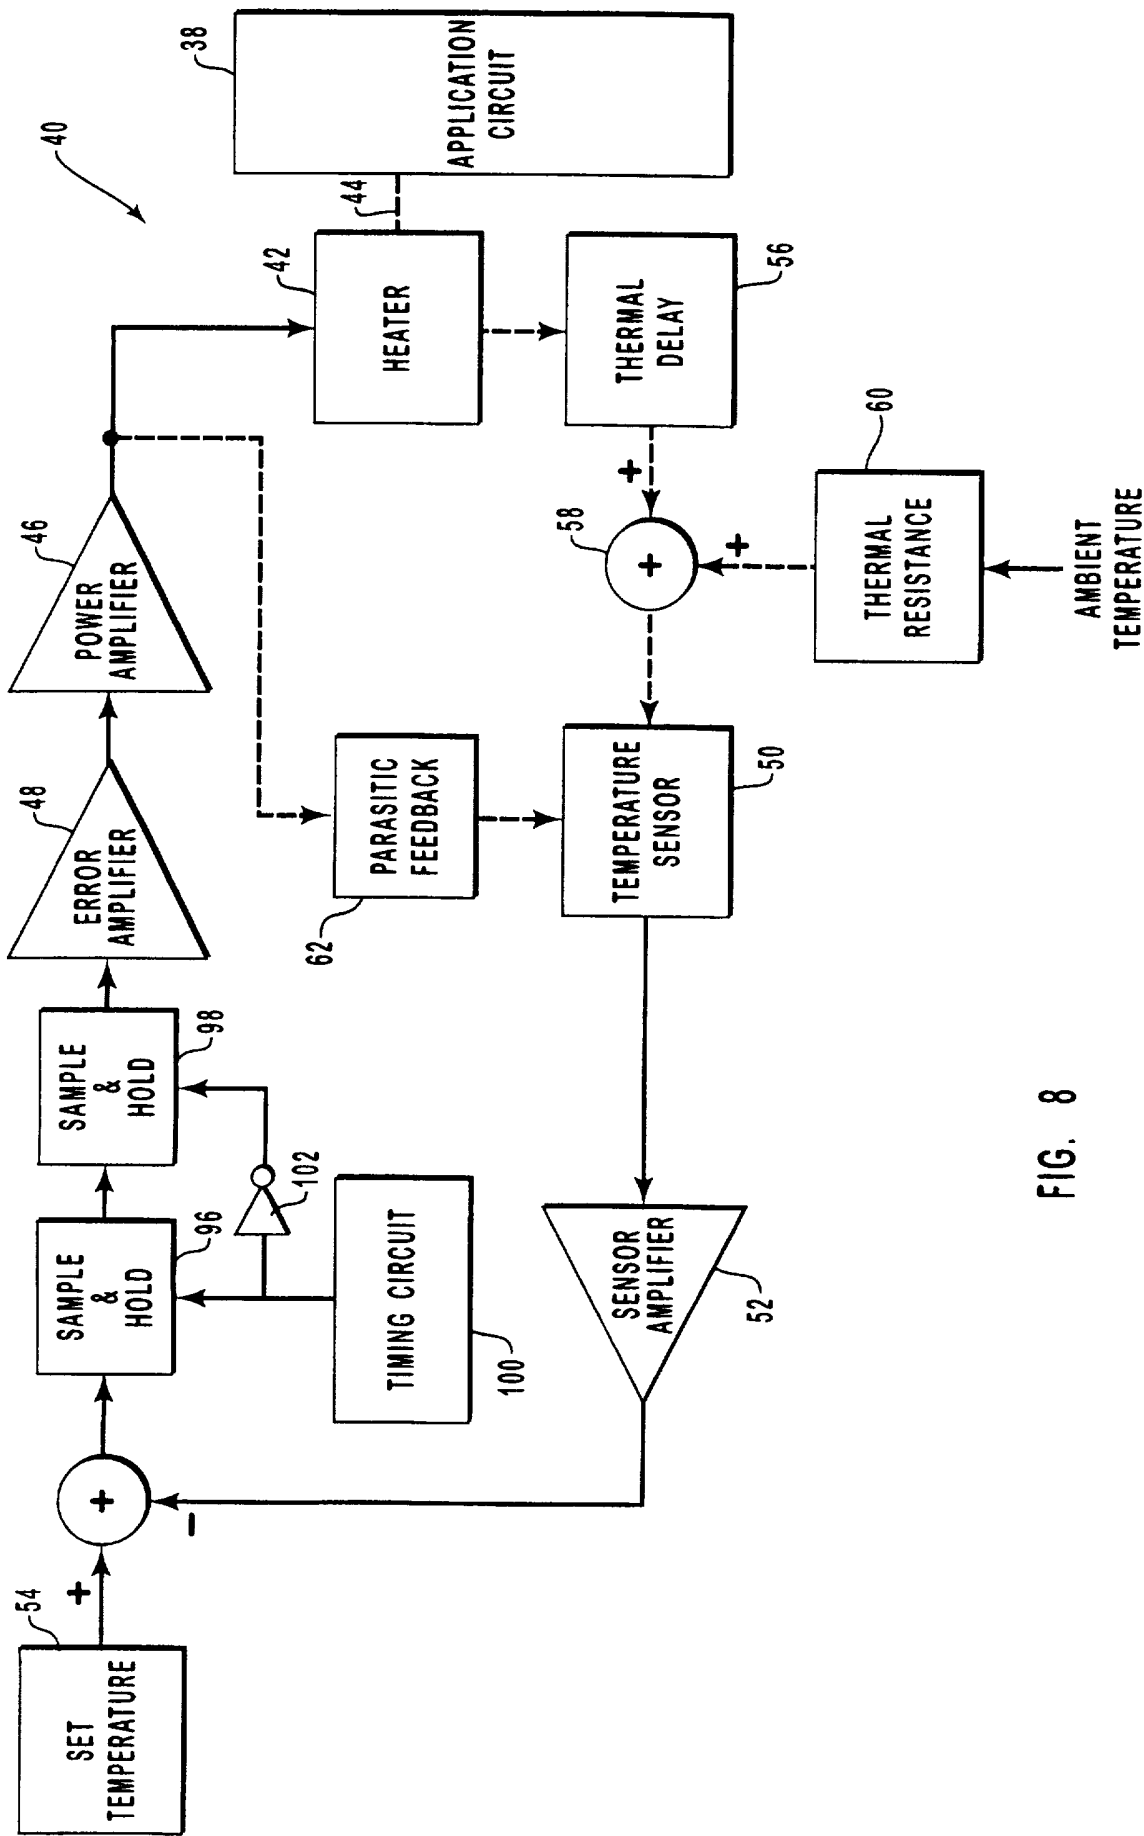 40
54
SET
TEMPERATURE
+
+
−
SAMPLE
&
HOLD
96
SAMPLE
&
HOLD
98
48
ERROR
AMPLIFIER
46
POWER
AMPLIFIER
102
TIMING CIRCUIT
100
62
PARASITIC
FEEDBACK
42
HEATER
44
38
APPLICATION
CIRCUIT
SENSOR
AMPLIFIER
52
TEMPERATURE
SENSOR
50
58
+
+
+
THERMAL
DELAY
56
60
THERMAL
RESISTANCE
AMBIENT
TEMPERATURE
FIG. 8